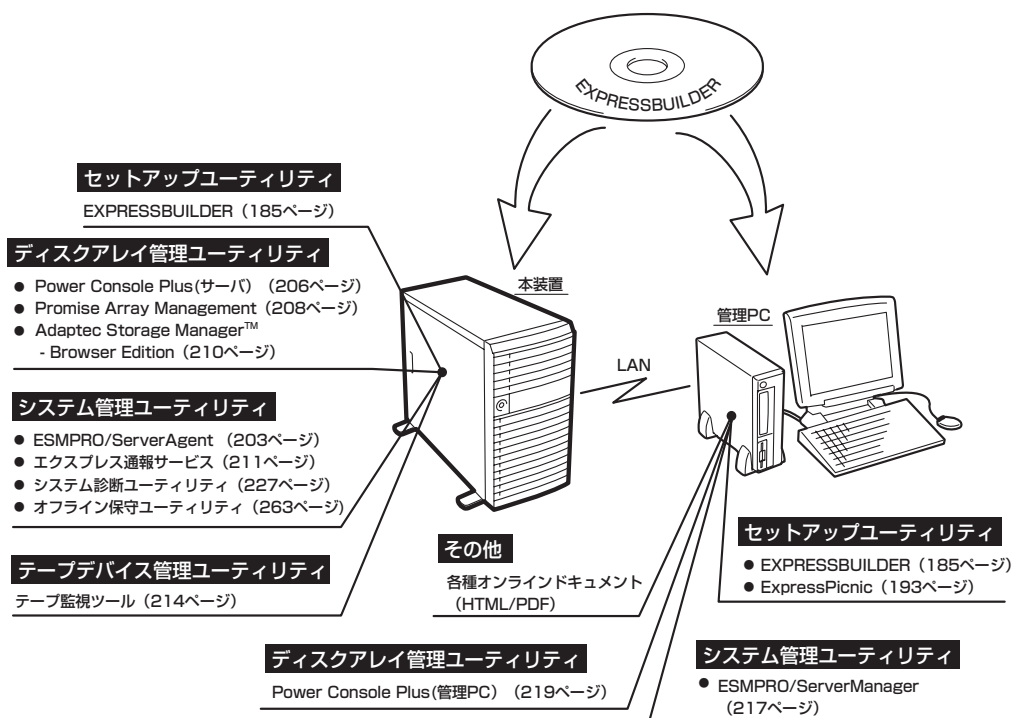 EXPRESSBUILDER
セットアップユーティリティ
EXPRESSBUILDER（185ページ）
ディスクアレイ管理ユーティリティ
● Power Console Plus(サーバ）（206ページ）
● Promise Array Management（208ページ）
● Adaptec Storage Manager™
- Browser Edition（210ページ）
システム管理ユーティリティ
● ESMPRO/ServerAgent （203ページ）
● エクスプレス通報サービス（211ページ）
● システム診断ユーティリティ（227ページ）
● オフライン保守ユーティリティ（263ページ）
テープデバイス管理ユーティリティ
テープ監視ツール（214ページ）
本装置
LAN
管理PC
その他
各種オンラインドキュメント
（HTML/PDF）
セットアップユーティリティ
● EXPRESSBUILDER（185ページ）
● ExpressPicnic（193ページ）
ディスクアレイ管理ユーティリティ
Power Console Plus(管理PC）（219ページ）
システム管理ユーティリティ
● ESMPRO/ServerManager
（217ページ）